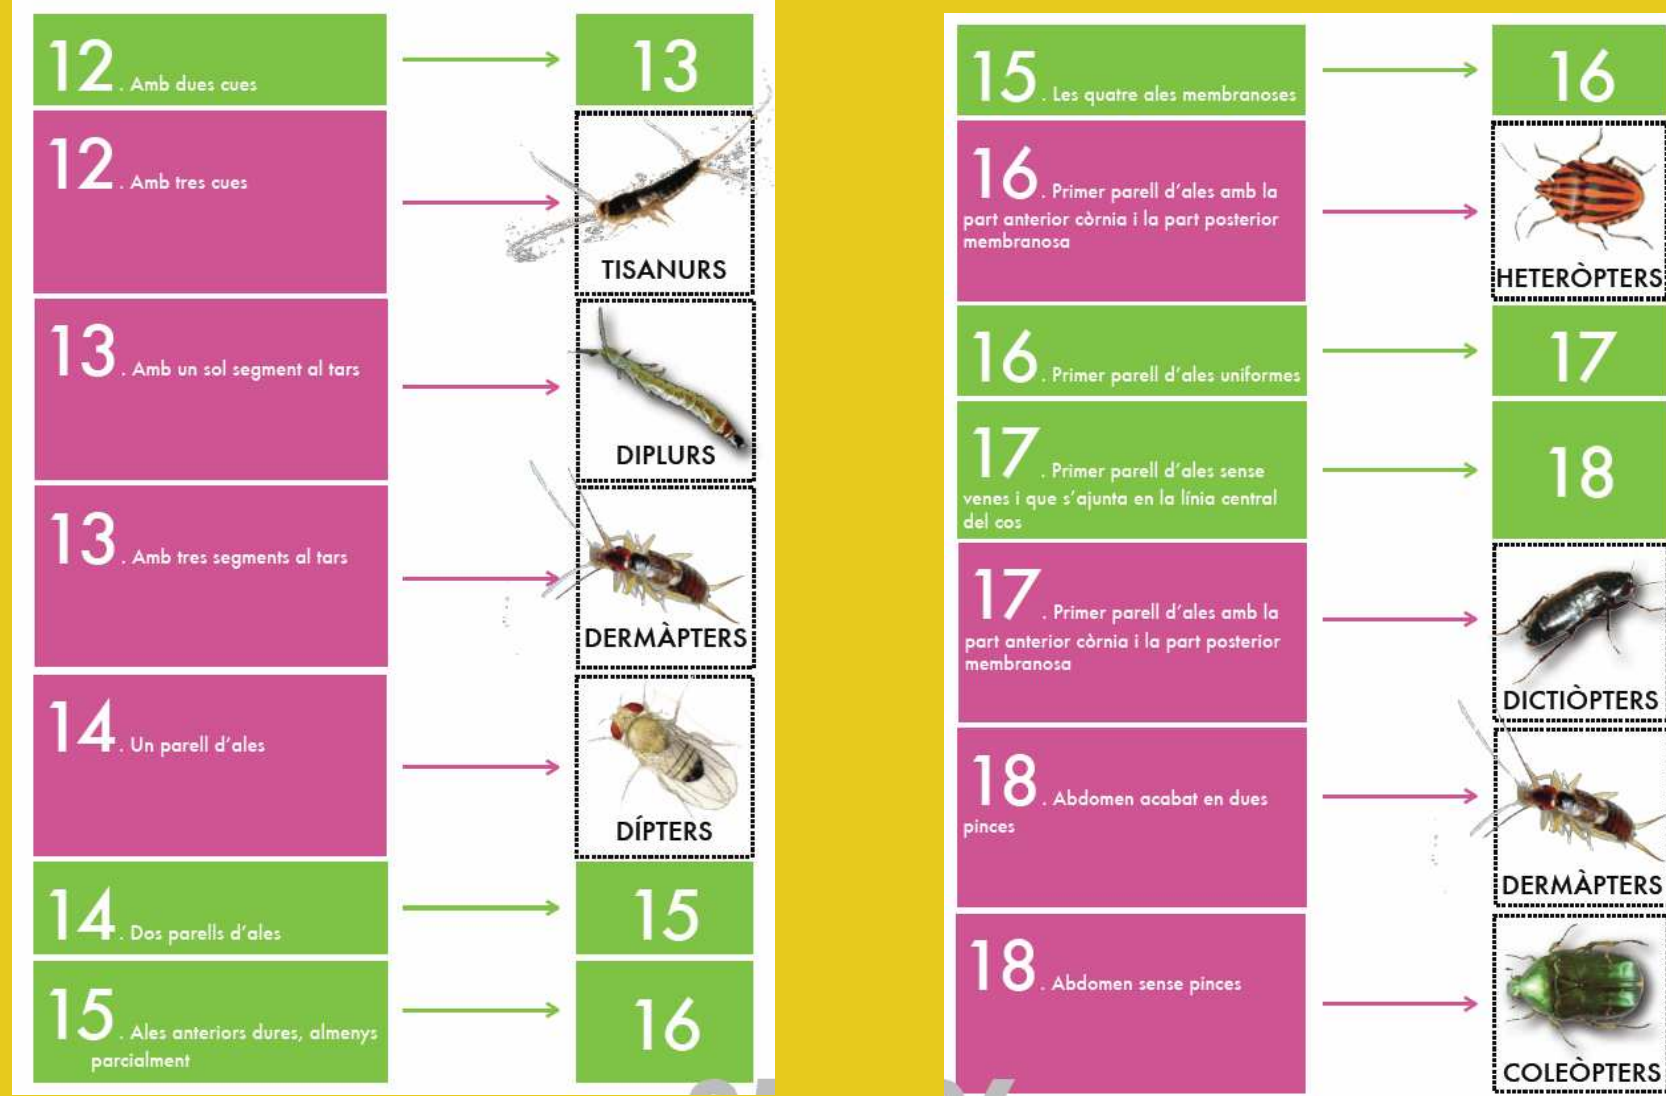 12. Amb dues cues
13
12. Amb tres cues
TISANURS
13. Amb un sol segment al tars
DIPLURS
13. Amb tres segments al tars
DERMÀPTERS
14. Un parell d'ales
DÍPTERS
14. Dos parells d'ales
15
15. Ales anteriors dures, almenys
parcialment
16
15. Les quatre ales membranoses
16
16. Primer parell d'ales amb la
part anterior còrnia i la part posterior
membranosa
HETERÒPTERS
16. Primer parell d'ales uniformes
17
17. Primer parell d'ales sense
venes i que s'ajunta en la línia central
del cos
18
17. Primer parell d'ales amb la
part anterior còrnia i la part posterior
membranosa
DICTIÒPTERS
18. Abdomen acabat en dues
pinces
DERMÀPTERS
18. Abdomen sense pinces
COLEÒPTERS